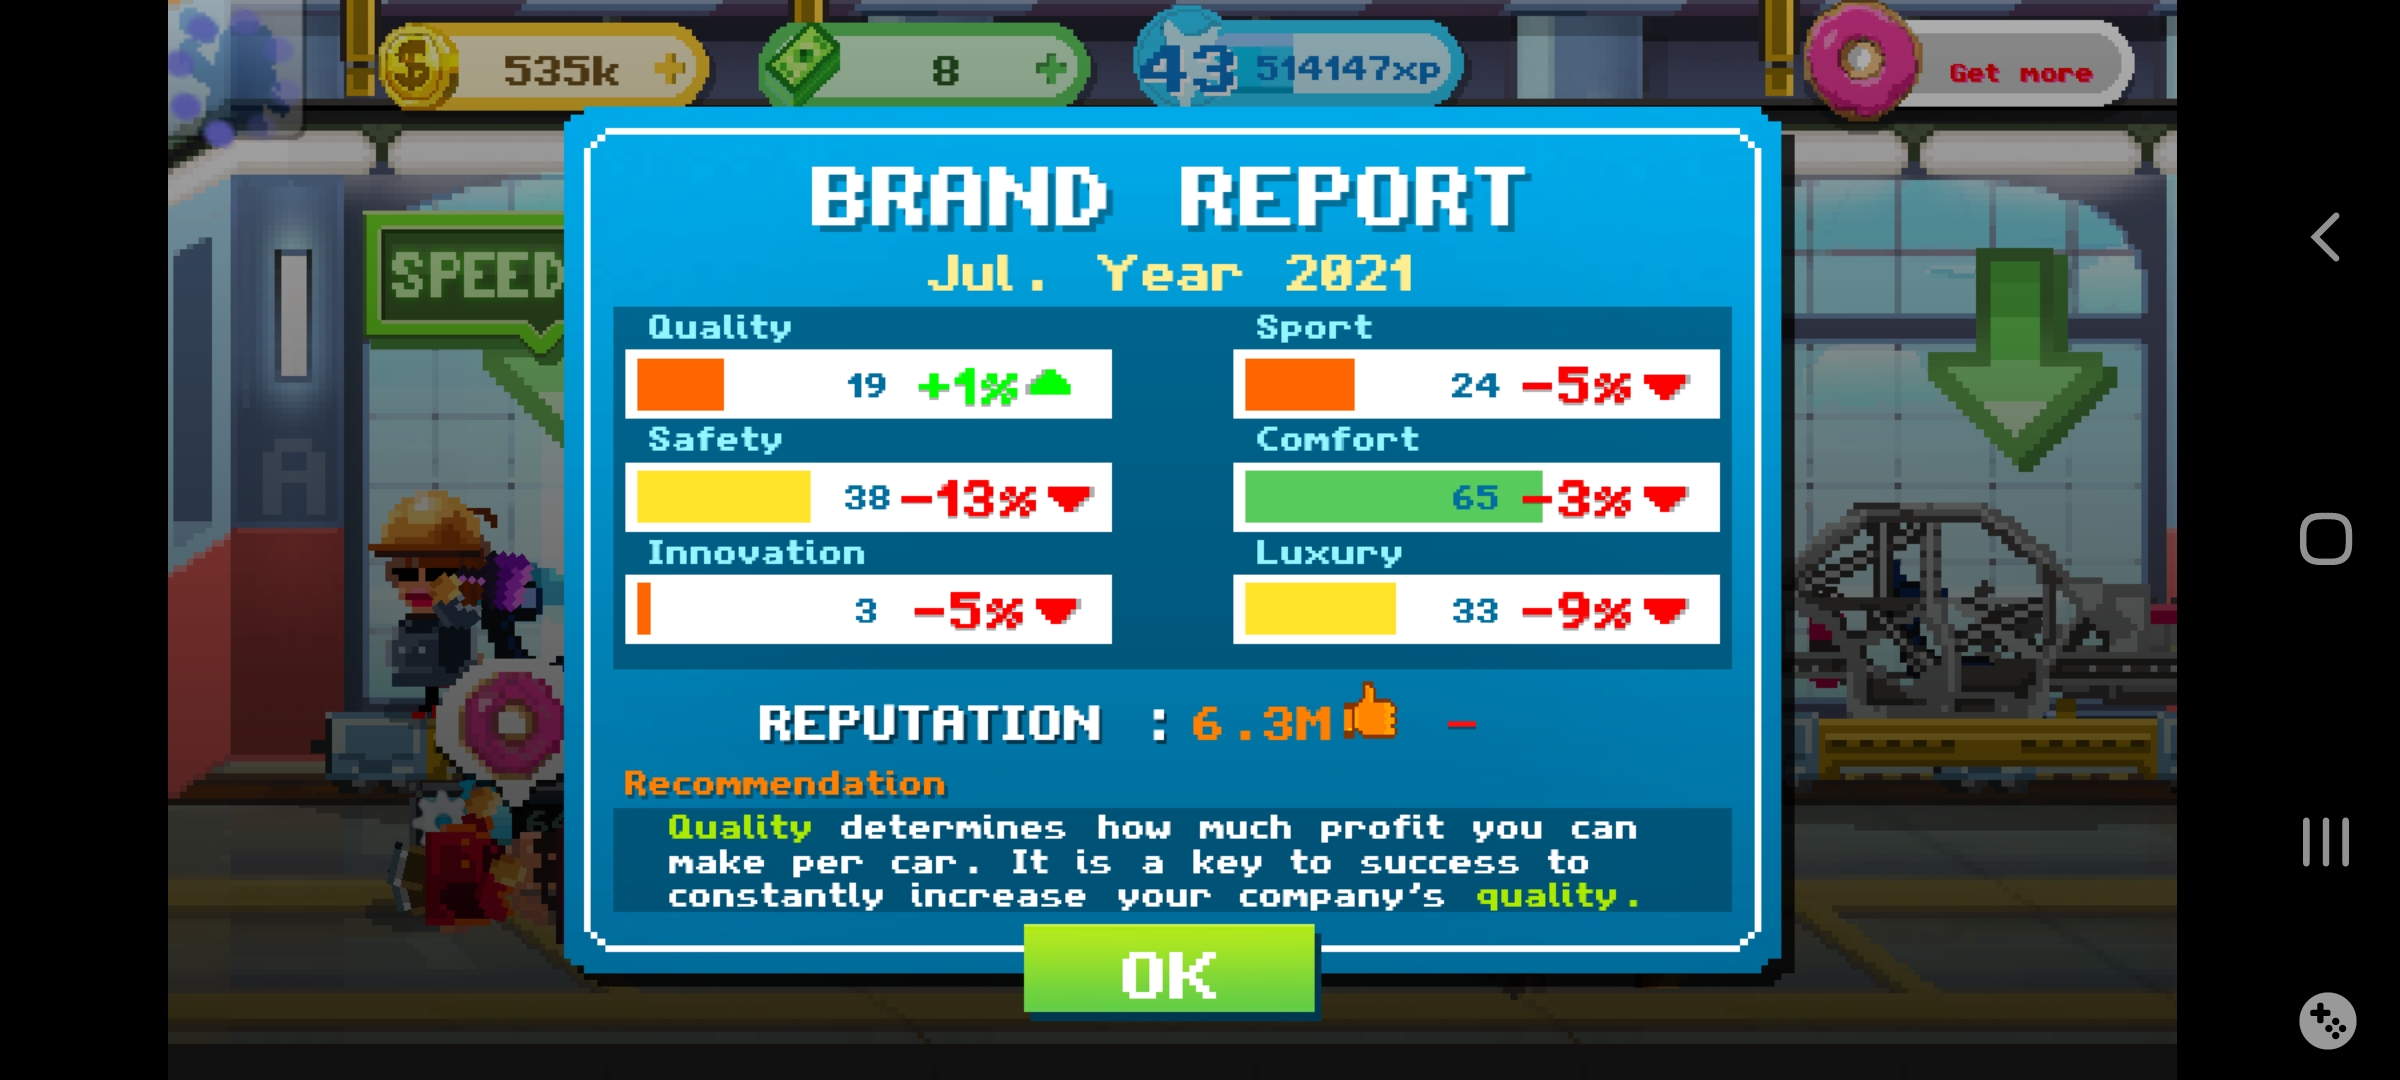 535k
8
43 514147xp
Get more
SPEED
BRAND REPORT
Jul. Year 2021
Quality
19 +1%
Sport
24 -5%
Safety
38 -13%
Comfort
65 -3%
Innovation
3 -5%
Luxury
33 -9%
REPUTATION : 6.3M -
Recommendation
Quality determines how much profit you can
make per car. It is a key to success to
constantly increase your company's quality.
OK
A